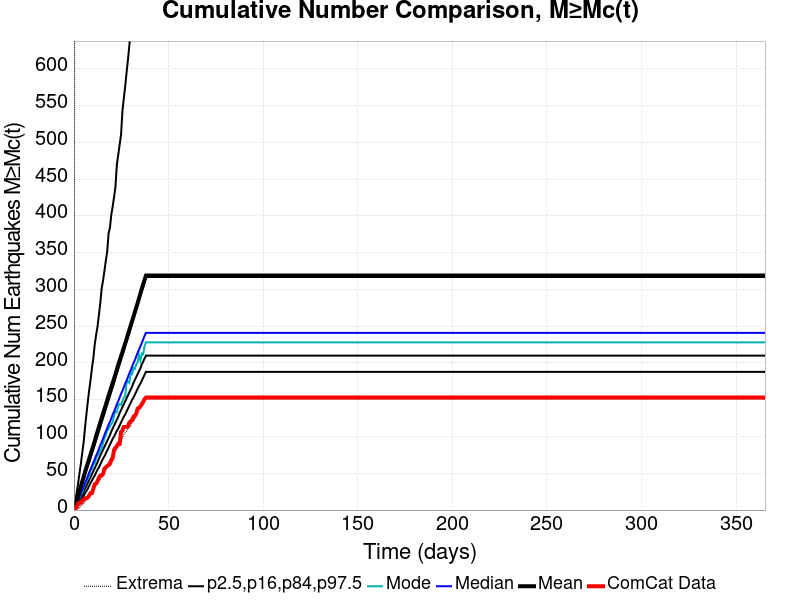 Cumulative Number Comparison, M≥Mc(t)
Cumulative Num Earthquakes M≥Mc(t)
600
550
500
450
400
350
300
250
200
150
100
50
0
0 50 100 150 200 250 300 350
Time (days)
Extrema p2.5,p16,p84,p97.5 Mode Median Mean ComCat Data